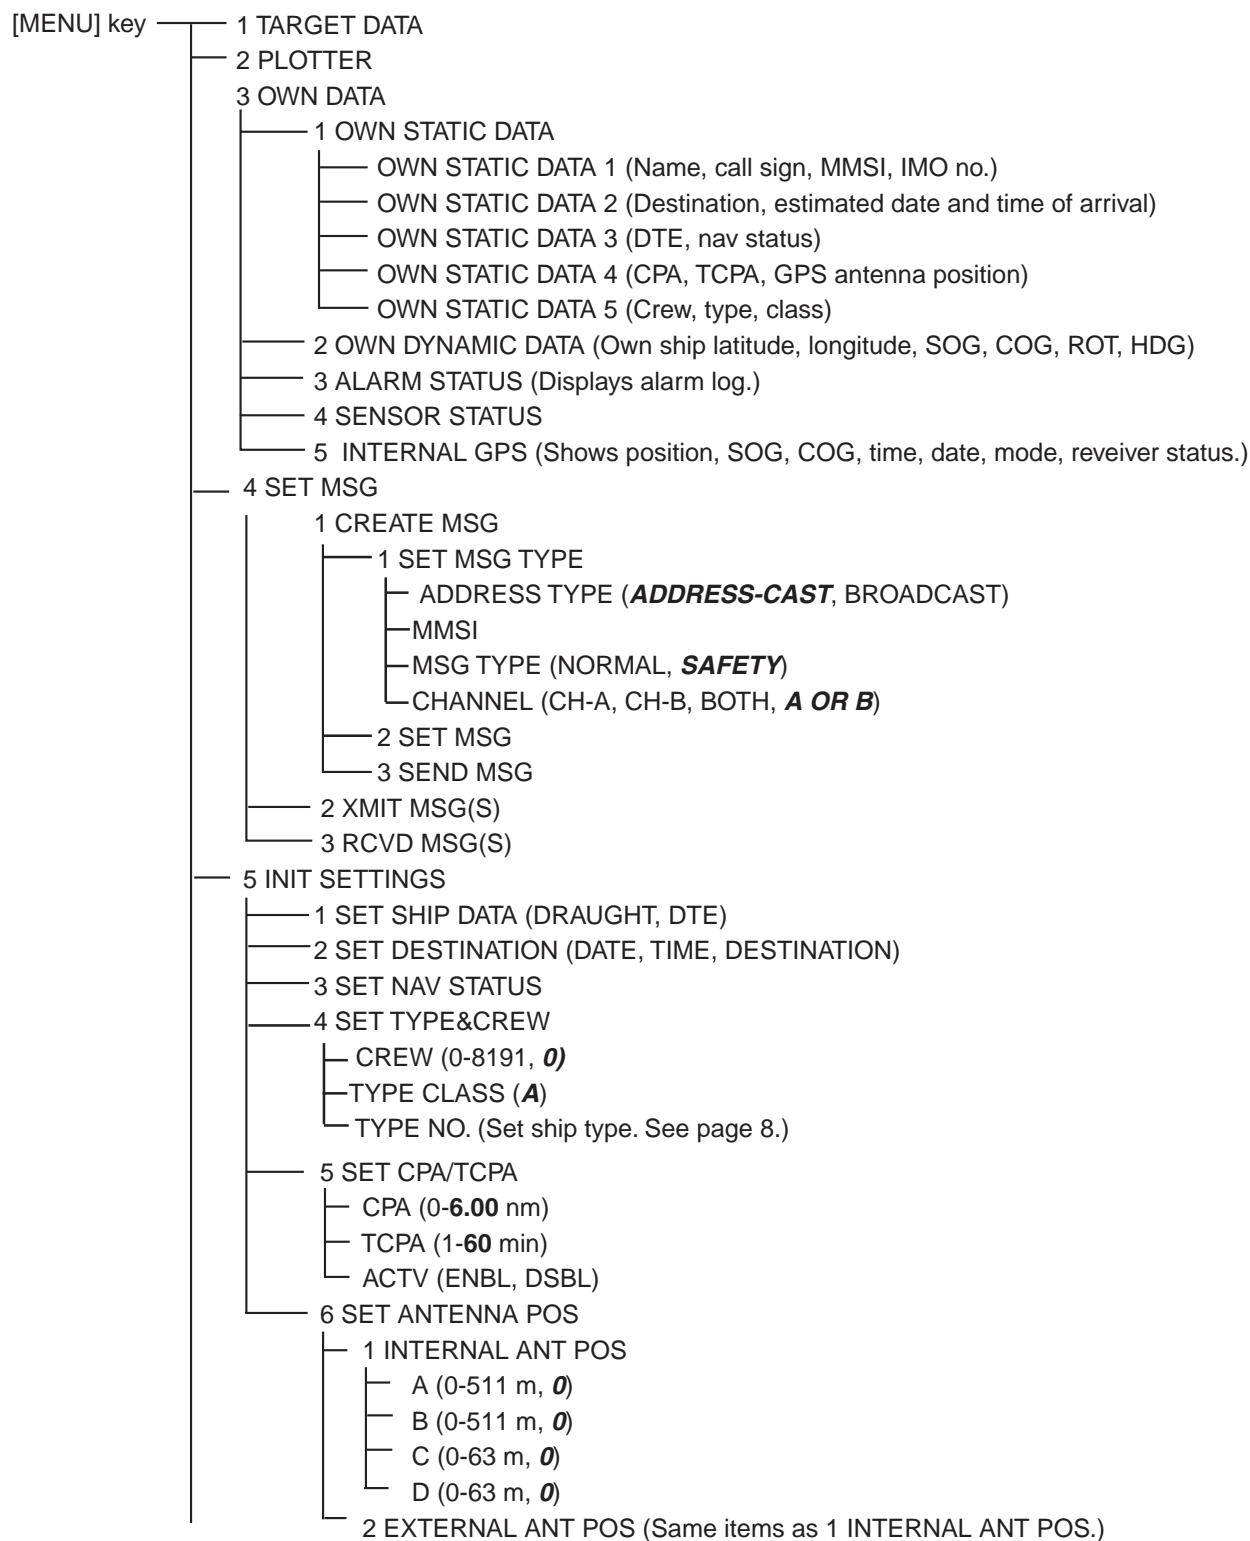 [MENU] key
1 TARGET DATA
2 PLOTTER
3 OWN DATA
1 OWN STATIC DATA
OWN STATIC DATA 1 (Name, call sign, MMSI, IMO no.)
OWN STATIC DATA 2 (Destination, estimated date and time of arrival)
OWN STATIC DATA 3 (DTE, nav status)
OWN STATIC DATA 4 (CPA, TCPA, GPS antenna position)
OWN STATIC DATA 5 (Crew, type, class)
2 OWN DYNAMIC DATA (Own ship latitude, longitude, SOG, COG, ROT, HDG)
3 ALARM STATUS (Displays alarm log.)
4 SENSOR STATUS
5 INTERNAL GPS (Shows position, SOG, COG, time, date, mode, reveiver status.)
4 SET MSG
1 CREATE MSG
1 SET MSG TYPE
ADDRESS TYPE (ADDRESS-CAST, BROADCAST)
MMSI
MSG TYPE (NORMAL, SAFETY)
CHANNEL (CH-A, CH-B, BOTH, A OR B)
2 SET MSG
3 SEND MSG
2 XMIT MSG(S)
3 RCVD MSG(S)
5 INIT SETTINGS
1 SET SHIP DATA (DRAUGHT, DTE)
2 SET DESTINATION (DATE, TIME, DESTINATION)
3 SET NAV STATUS
4 SET TYPE&CREW
CREW (0-8191, 0)
TYPE CLASS (A)
TYPE NO. (Set ship type. See page 8.)
5 SET CPA/TCPA
CPA (0-6.00 nm)
TCPA (1-60 min)
ACTV (ENBL, DSBL)
6 SET ANTENNA POS
1 INTERNAL ANT POS
A (0-511 m, 0)
B (0-511 m, 0)
C (0-63 m, 0)
D (0-63 m, 0)
2 EXTERNAL ANT POS (Same items as 1 INTERNAL ANT POS.)